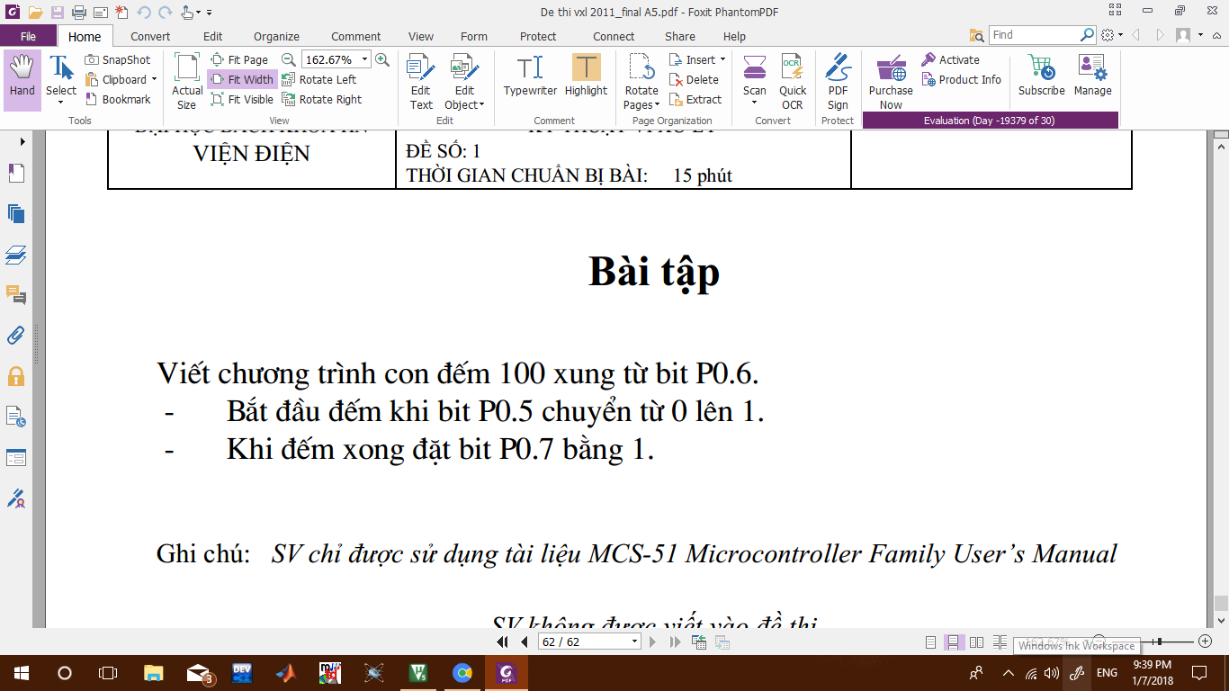 De thi vxl 2011_final A5.pdf - Foxit PhantomPDF
File Home Convert Edit Organize Comment View Form Protect Connect Share Help Find
Hand Select SnapShot Clipboard Bookmark Actual Size Fit Page Fit Width Fit Visible 162.67% Rotate Left Rotate Right Edit Text Edit Object Typewriter Highlight Rotate Pages Insert Delete Extract Scan Quick OCR PDF Sign Purchase Now Activate Product Info Subscribe Manage
Tools View Edit Comment Page Organization Convert Protect Evaluation (Day -19379 of 30)
VIỆN ĐIỆN
ĐỀ SỐ: 1
THỜI GIAN CHUẨN BỊ BÀI: 15 phút
Bài tập
Viết chương trình con đếm 100 xung từ bit P0.6.
- Bắt đầu đếm khi bit P0.5 chuyển từ 0 lên 1.
- Khi đếm xong đặt bit P0.7 bằng 1.
Ghi chú: SV chỉ được sử dụng tài liệu MCS-51 Microcontroller Family User’s Manual
SV không được viết vào đề thi
62 / 62
Windows Ink Workspace
DEV
3
PDF
ENG
9:39 PM
1/7/2018